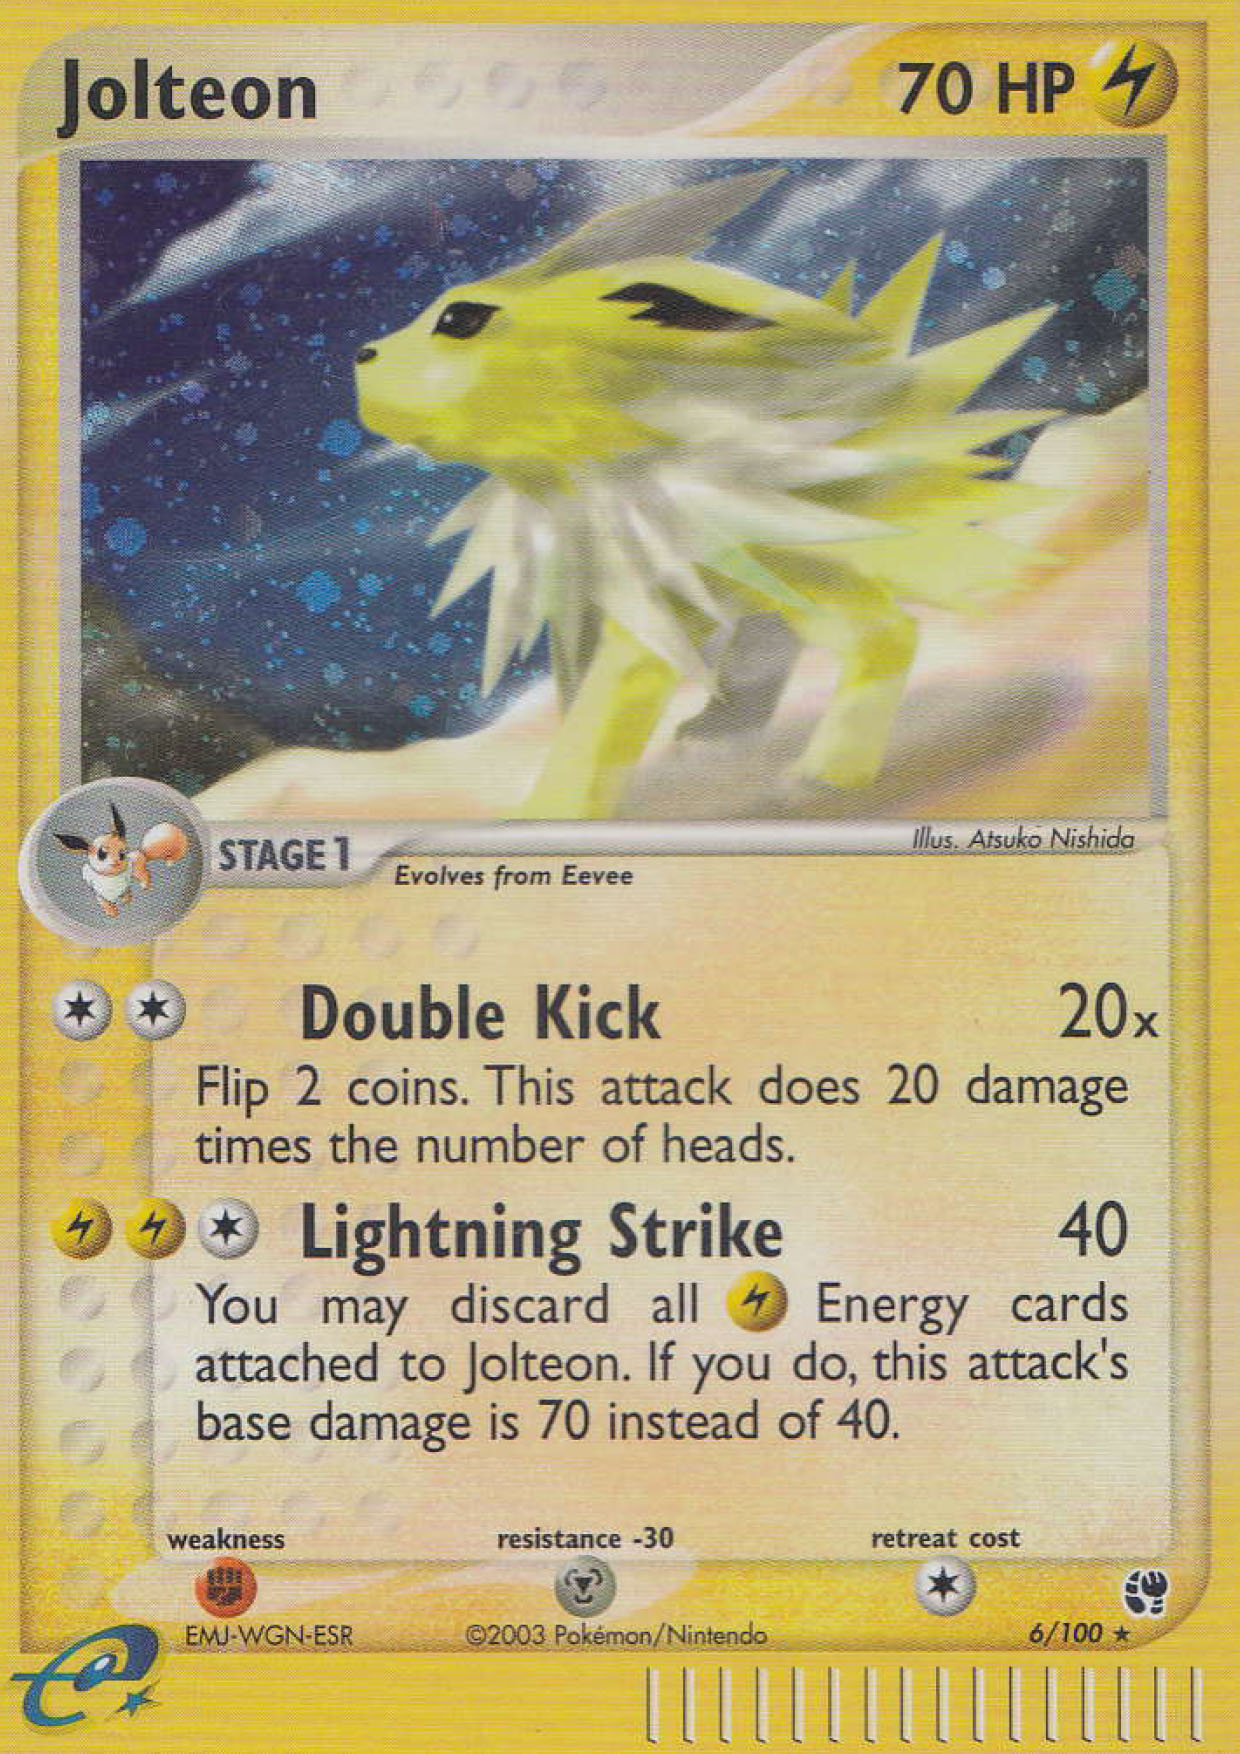 Jolteon 70 HP
Illus. Atsuko Nishida
STAGE 1
Evolves from Eevee
Double Kick 20x
Flip 2 coins. This attack does 20 damage
times the number of heads.
Lightning Strike 40
You may discard all Energy cards
attached to Jolteon. If you do, this attack's
base damage is 70 instead of 40.
weakness resistance -30 retreat cost
EMJ-WGN-ESR ©2003 Pokémon/Nintendo 6/100 ★
e